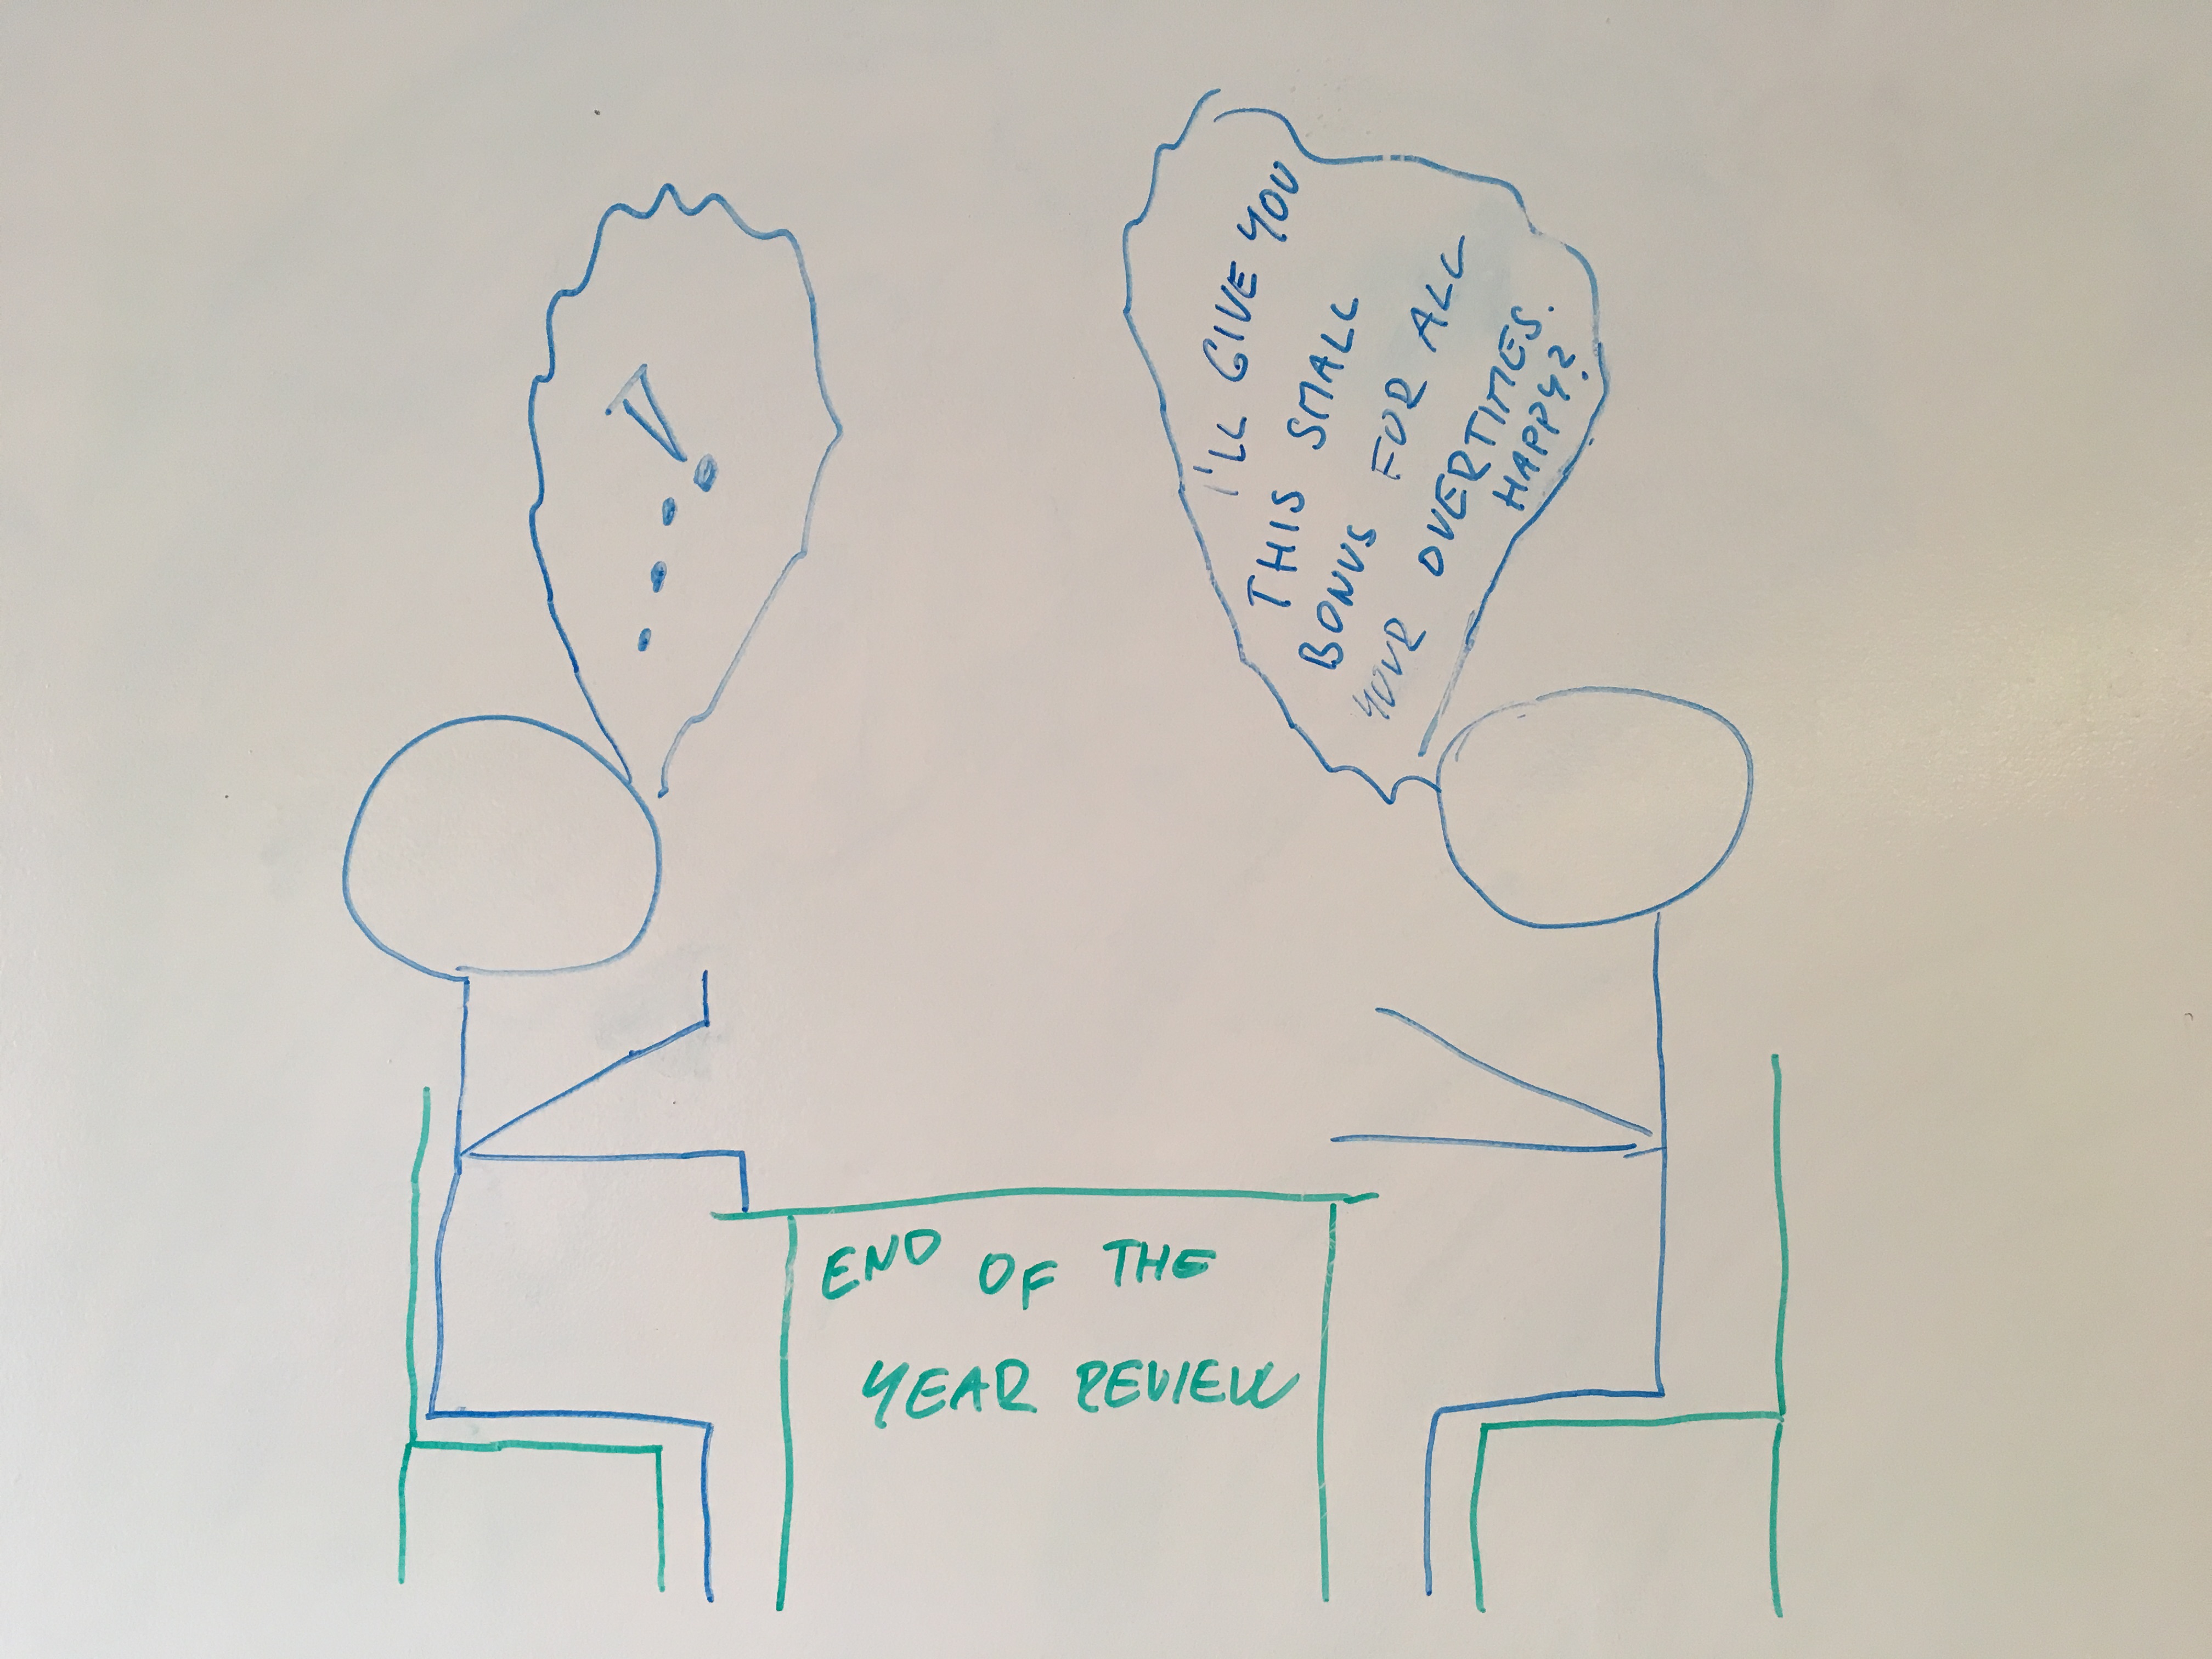 ! . . .
I'LL GIVE YOU
THIS SMALL
BONUS FOR ALL
YOUR OVERTIMES.
HAPPY?
END OF THE
YEAR REVIEW